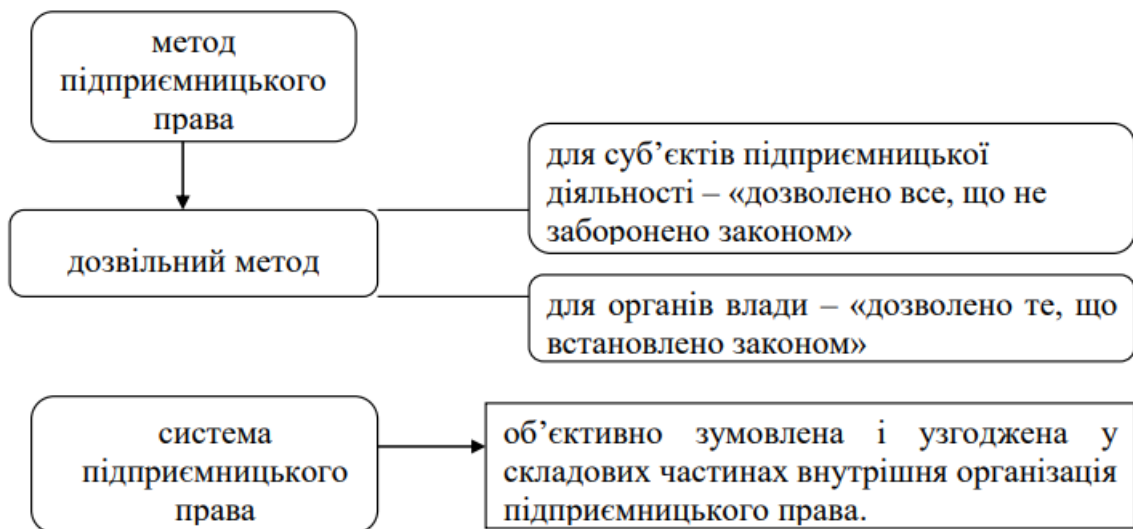 метод
підприємницького
права
для суб’єктів підприємницької
діяльності – «дозволено все, що не
заборонено законом»
дозвільний метод
для органів влади – «дозволено те, що
встановлено законом»
система
підприємницького
права
об’єктивно зумовлена і узгоджена у
складових частинах внутрішня організація
підприємницького права.